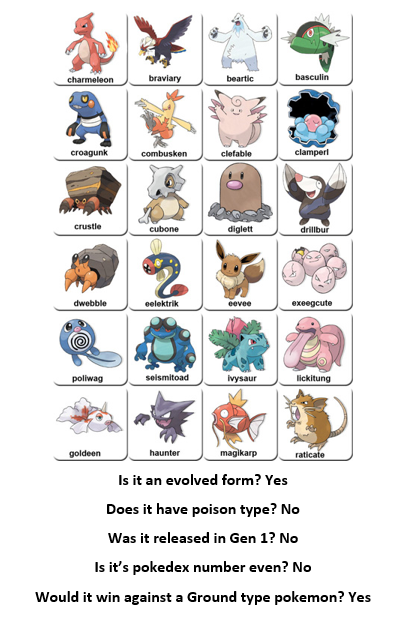 charmeleon braviary beartic basculin
croagunk combusken clefable clamperl
crustle cubone diglett drillbur
dwebble eelektrik eevee exeegcute
poliwag seismitoad ivysaur lickitung
goldeen haunter magikarp raticate
Is it an evolved form? Yes
Does it have poison type? No
Was it released in Gen 1? No
Is it's pokedex number even? No
Would it win against a Ground type pokemon? Yes